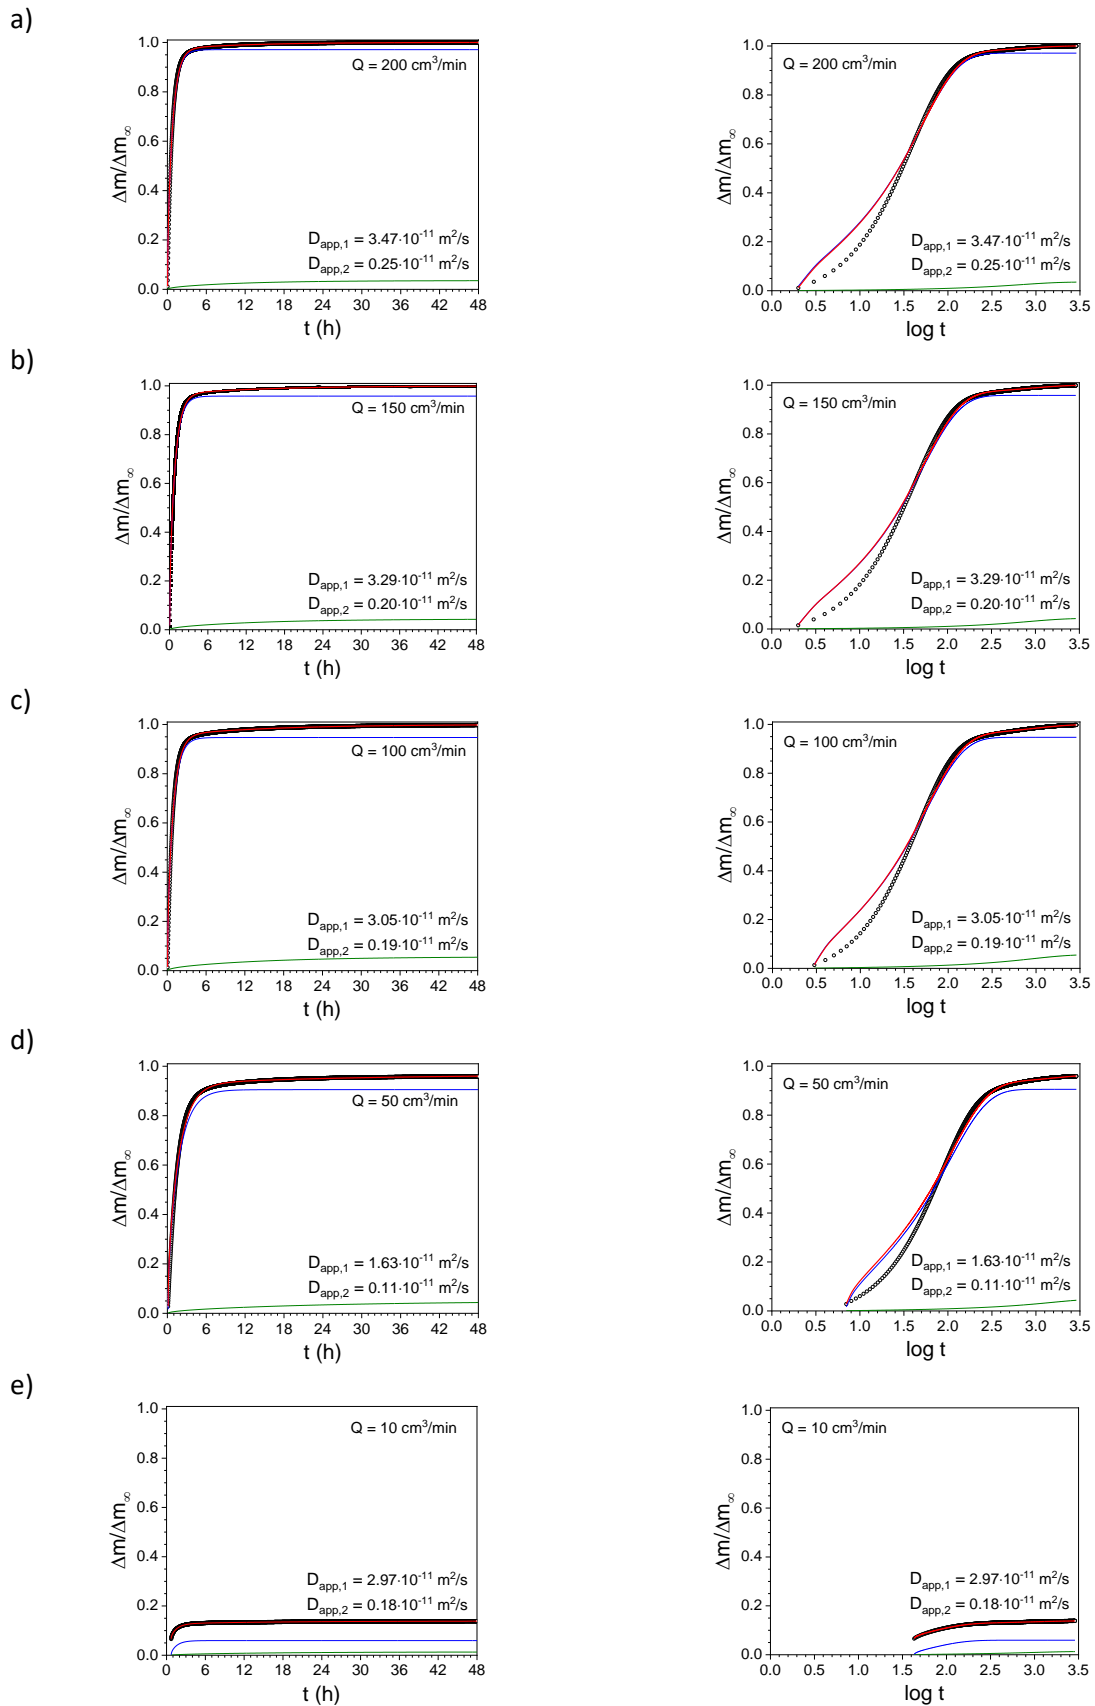 a)
1.0
0.8
0.6
0.4
0.2
0.0
Δm/Δm∞
Q = 200 cm³/min
D_app,1 = 3.47·10⁻¹¹ m²/s
D_app,2 = 0.25·10⁻¹¹ m²/s
0 6 12 18 24 30 36 42 48
t (h)
1.0
0.8
0.6
0.4
0.2
0.0
Δm/Δm∞
Q = 200 cm³/min
D_app,1 = 3.47·10⁻¹¹ m²/s
D_app,2 = 0.25·10⁻¹¹ m²/s
0.0 0.5 1.0 1.5 2.0 2.5 3.0 3.5
log t
b)
1.0
0.8
0.6
0.4
0.2
0.0
Δm/Δm∞
Q = 150 cm³/min
D_app,1 = 3.29·10⁻¹¹ m²/s
D_app,2 = 0.20·10⁻¹¹ m²/s
0 6 12 18 24 30 36 42 48
t (h)
1.0
0.8
0.6
0.4
0.2
0.0
Δm/Δm∞
Q = 150 cm³/min
D_app,1 = 3.29·10⁻¹¹ m²/s
D_app,2 = 0.20·10⁻¹¹ m²/s
0.0 0.5 1.0 1.5 2.0 2.5 3.0 3.5
log t
c)
1.0
0.8
0.6
0.4
0.2
0.0
Δm/Δm∞
Q = 100 cm³/min
D_app,1 = 3.05·10⁻¹¹ m²/s
D_app,2 = 0.19·10⁻¹¹ m²/s
0 6 12 18 24 30 36 42 48
t (h)
1.0
0.8
0.6
0.4
0.2
0.0
Δm/Δm∞
Q = 100 cm³/min
D_app,1 = 3.05·10⁻¹¹ m²/s
D_app,2 = 0.19·10⁻¹¹ m²/s
0.0 0.5 1.0 1.5 2.0 2.5 3.0 3.5
log t
d)
1.0
0.8
0.6
0.4
0.2
0.0
Δm/Δm∞
Q = 50 cm³/min
D_app,1 = 1.63·10⁻¹¹ m²/s
D_app,2 = 0.11·10⁻¹¹ m²/s
0 6 12 18 24 30 36 42 48
t (h)
1.0
0.8
0.6
0.4
0.2
0.0
Δm/Δm∞
Q = 50 cm³/min
D_app,1 = 1.63·10⁻¹¹ m²/s
D_app,2 = 0.11·10⁻¹¹ m²/s
0.0 0.5 1.0 1.5 2.0 2.5 3.0 3.5
log t
e)
1.0
0.8
0.6
0.4
0.2
0.0
Δm/Δm∞
Q = 10 cm³/min
D_app,1 = 2.97·10⁻¹¹ m²/s
D_app,2 = 0.18·10⁻¹¹ m²/s
0 6 12 18 24 30 36 42 48
t (h)
1.0
0.8
0.6
0.4
0.2
0.0
Δm/Δm∞
Q = 10 cm³/min
D_app,1 = 2.97·10⁻¹¹ m²/s
D_app,2 = 0.18·10⁻¹¹ m²/s
0.0 0.5 1.0 1.5 2.0 2.5 3.0 3.5
log t